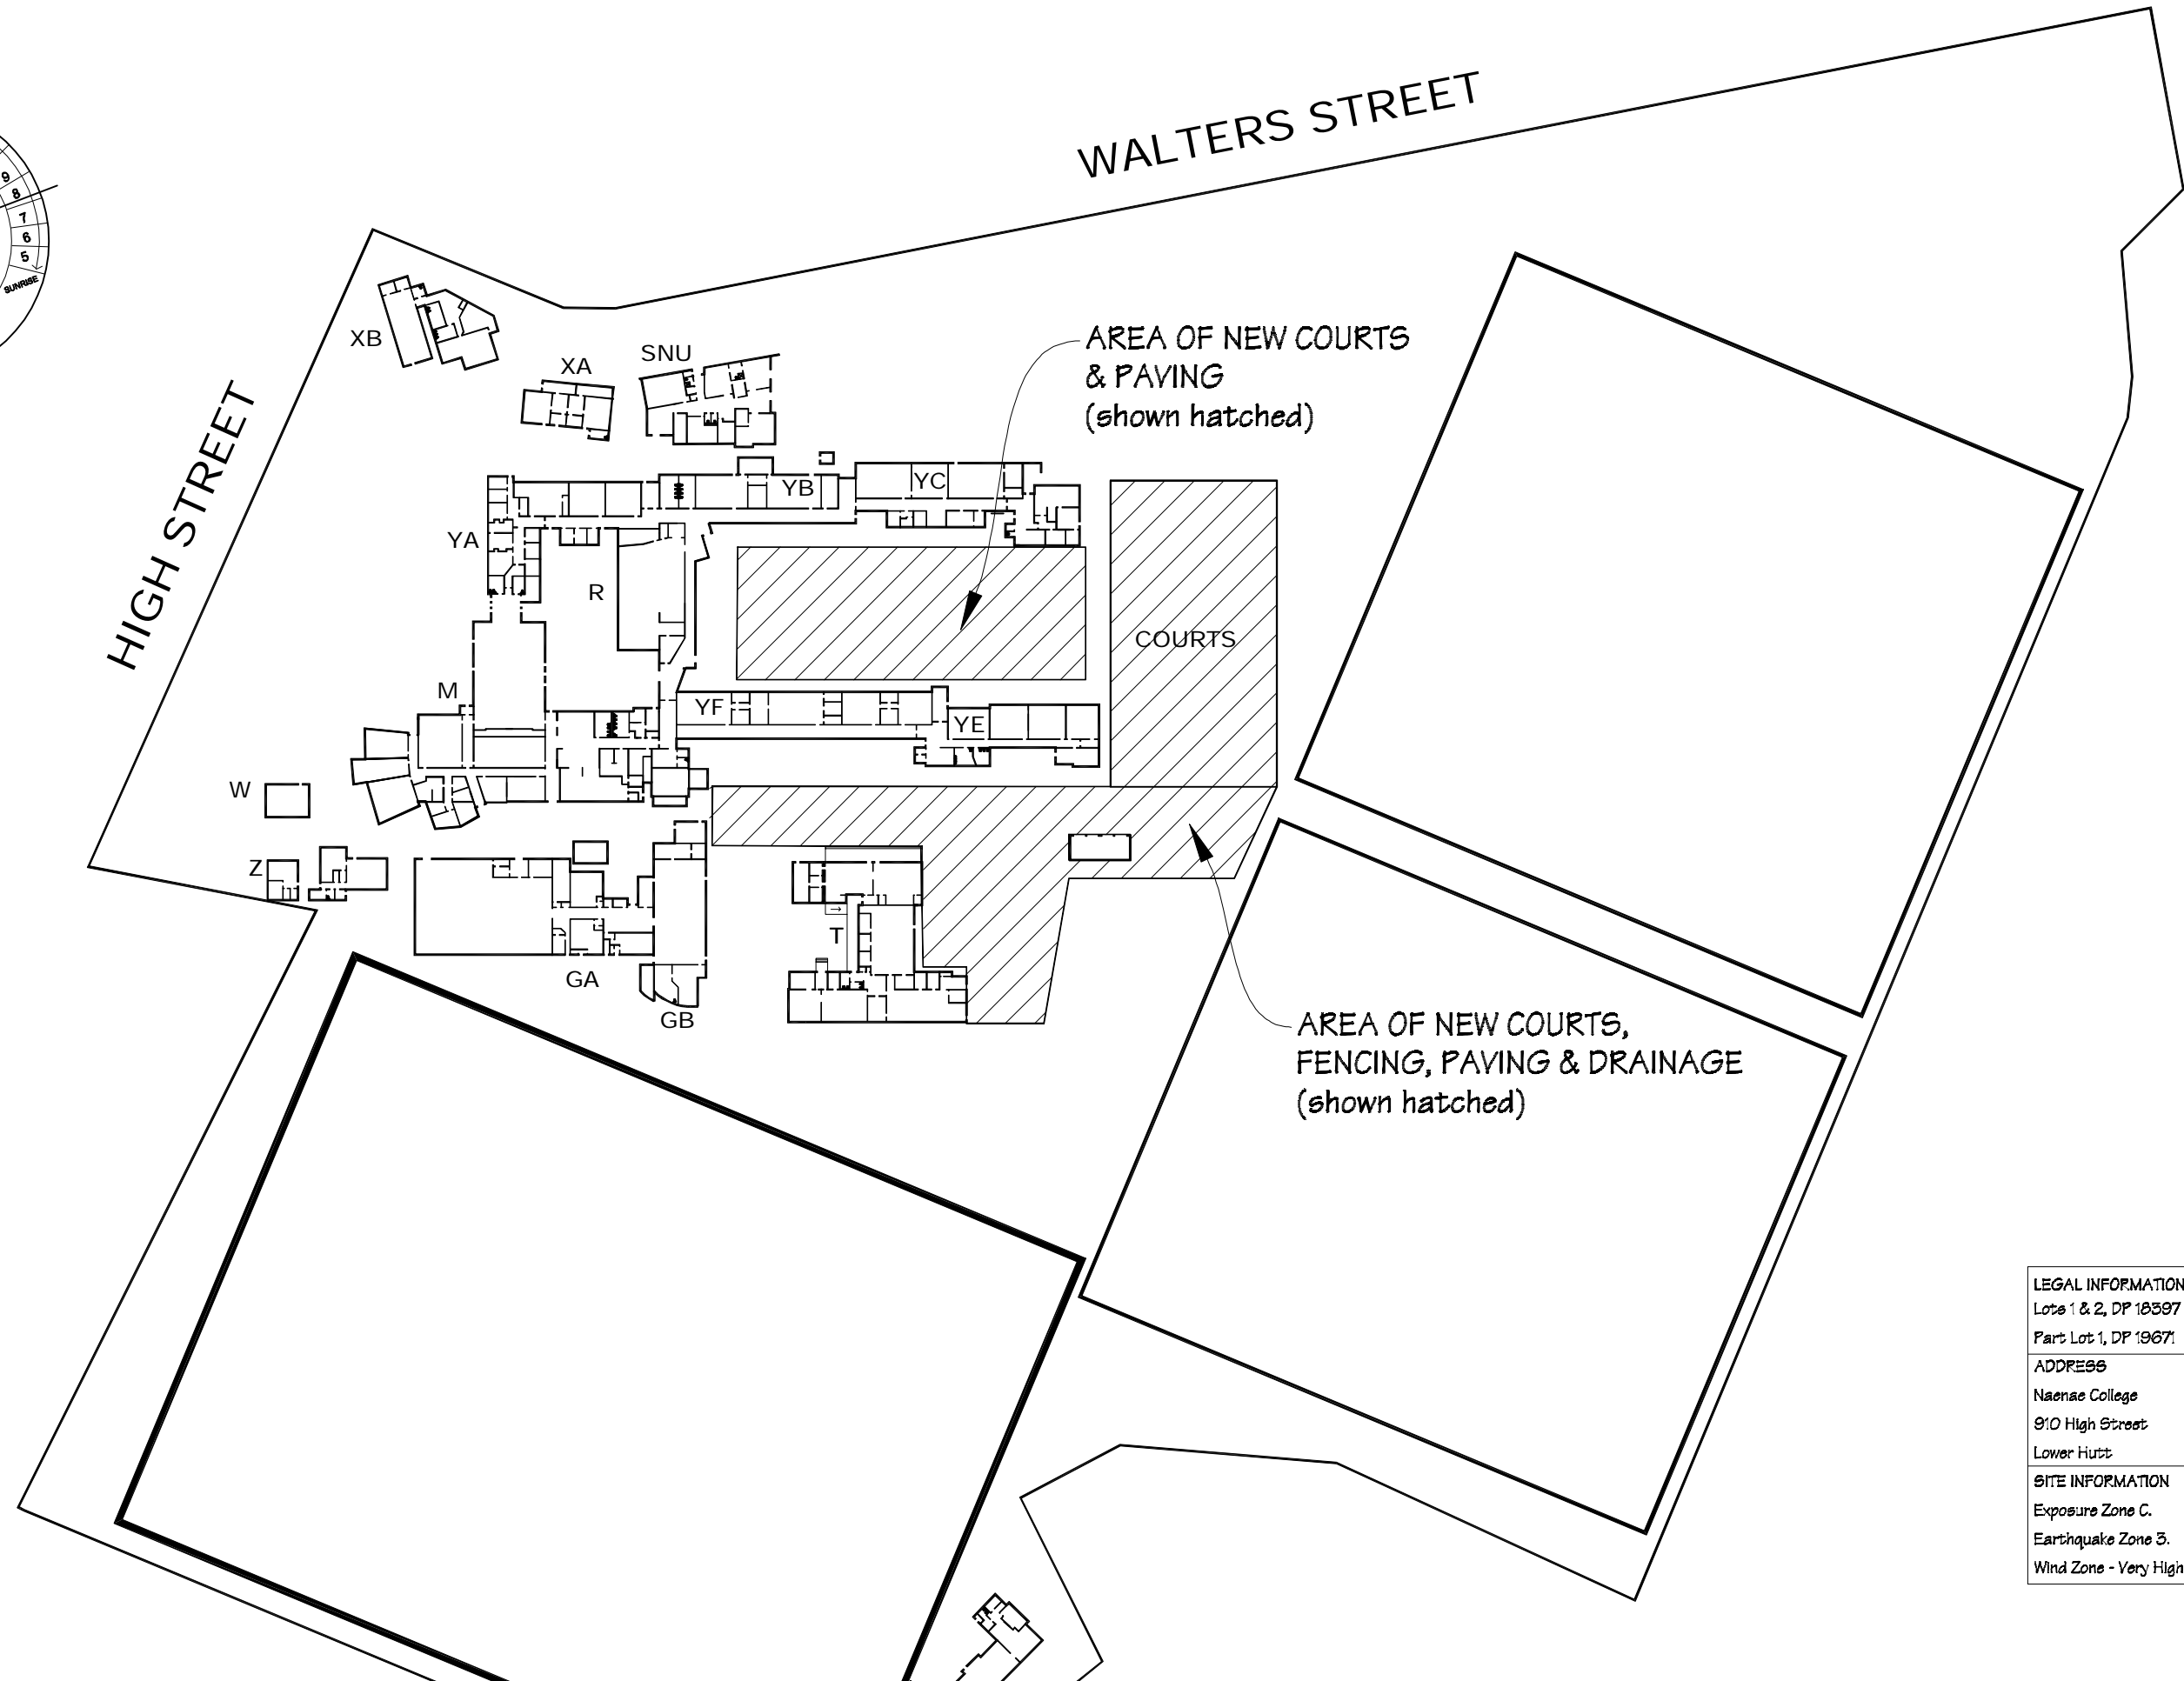 WALTERS STREET
9
8
7
6
5
SUNRISE
HIGH STREET
XB
XA
SNU
AREA OF NEW COURTS
& PAVING
(shown hatched)
YB
YC
YA
R
COURTS
M
YF
YE
W
Z
T
GA
GB
AREA OF NEW COURTS,
FENCING, PAVING & DRAINAGE
(shown hatched)
LEGAL INFORMATION
Lots 1 & 2, DP 18397
Part Lot 1, DP 19671
ADDRESS
Naenae College
910 High Street
Lower Hutt
SITE INFORMATION
Exposure Zone C.
Earthquake Zone 3.
Wind Zone - Very High